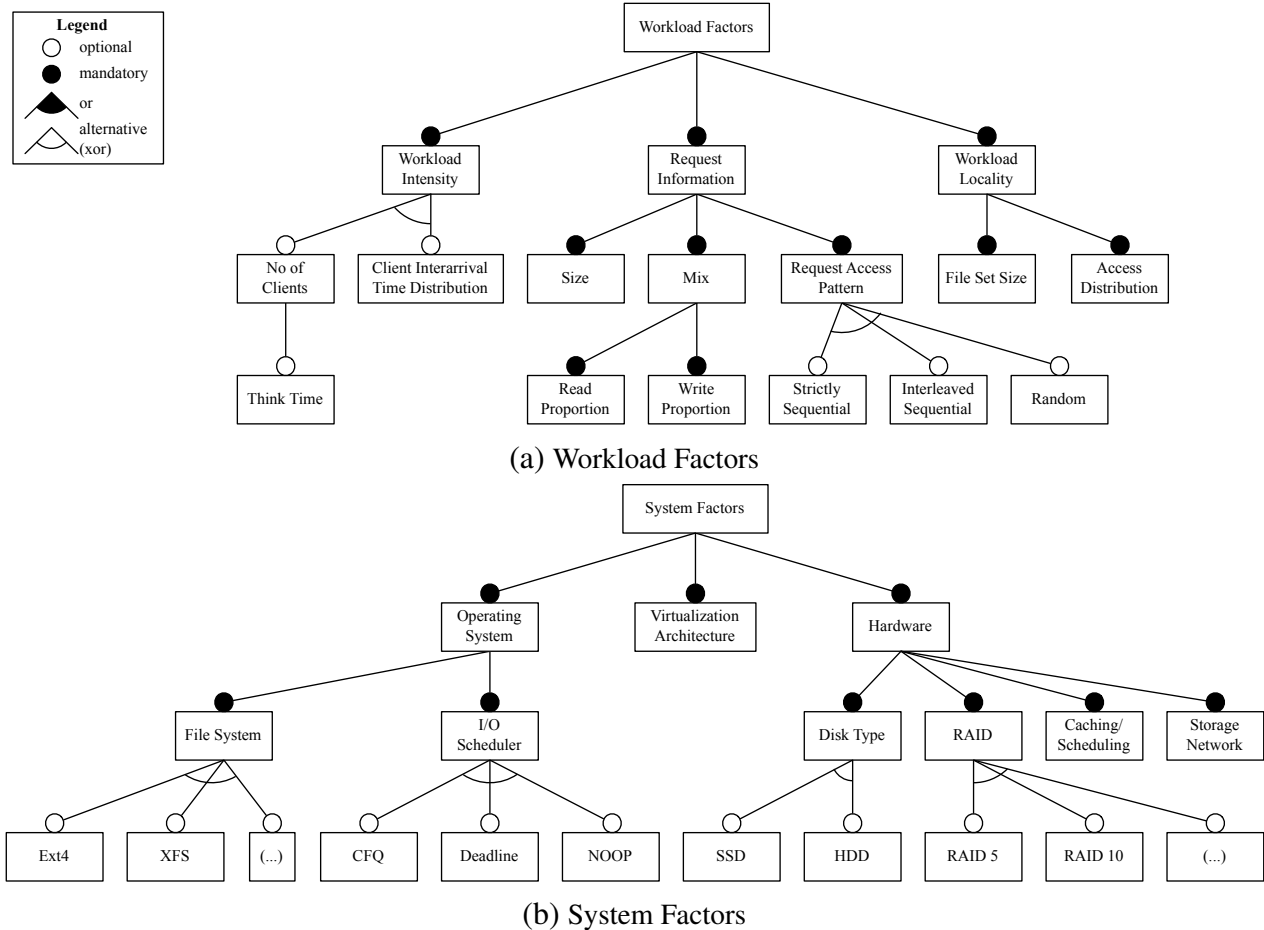 Legend
optional
mandatory
or
alternative
(xor)
Workload Factors
Workload
Intensity
Request
Information
Workload
Locality
No of
Clients
Client Interarrival
Time Distribution
Size
Mix
Request Access
Pattern
File Set Size
Access
Distribution
Think Time
Read
Proportion
Write
Proportion
Strictly
Sequential
Interleaved
Sequential
Random
(a) Workload Factors
System Factors
Operating
System
Virtualization
Architecture
Hardware
File System
I/O
Scheduler
Disk Type
RAID
Caching/
Scheduling
Storage
Network
Ext4
XFS
(...)
CFQ
Deadline
NOOP
SSD
HDD
RAID 5
RAID 10
(...)
(b) System Factors